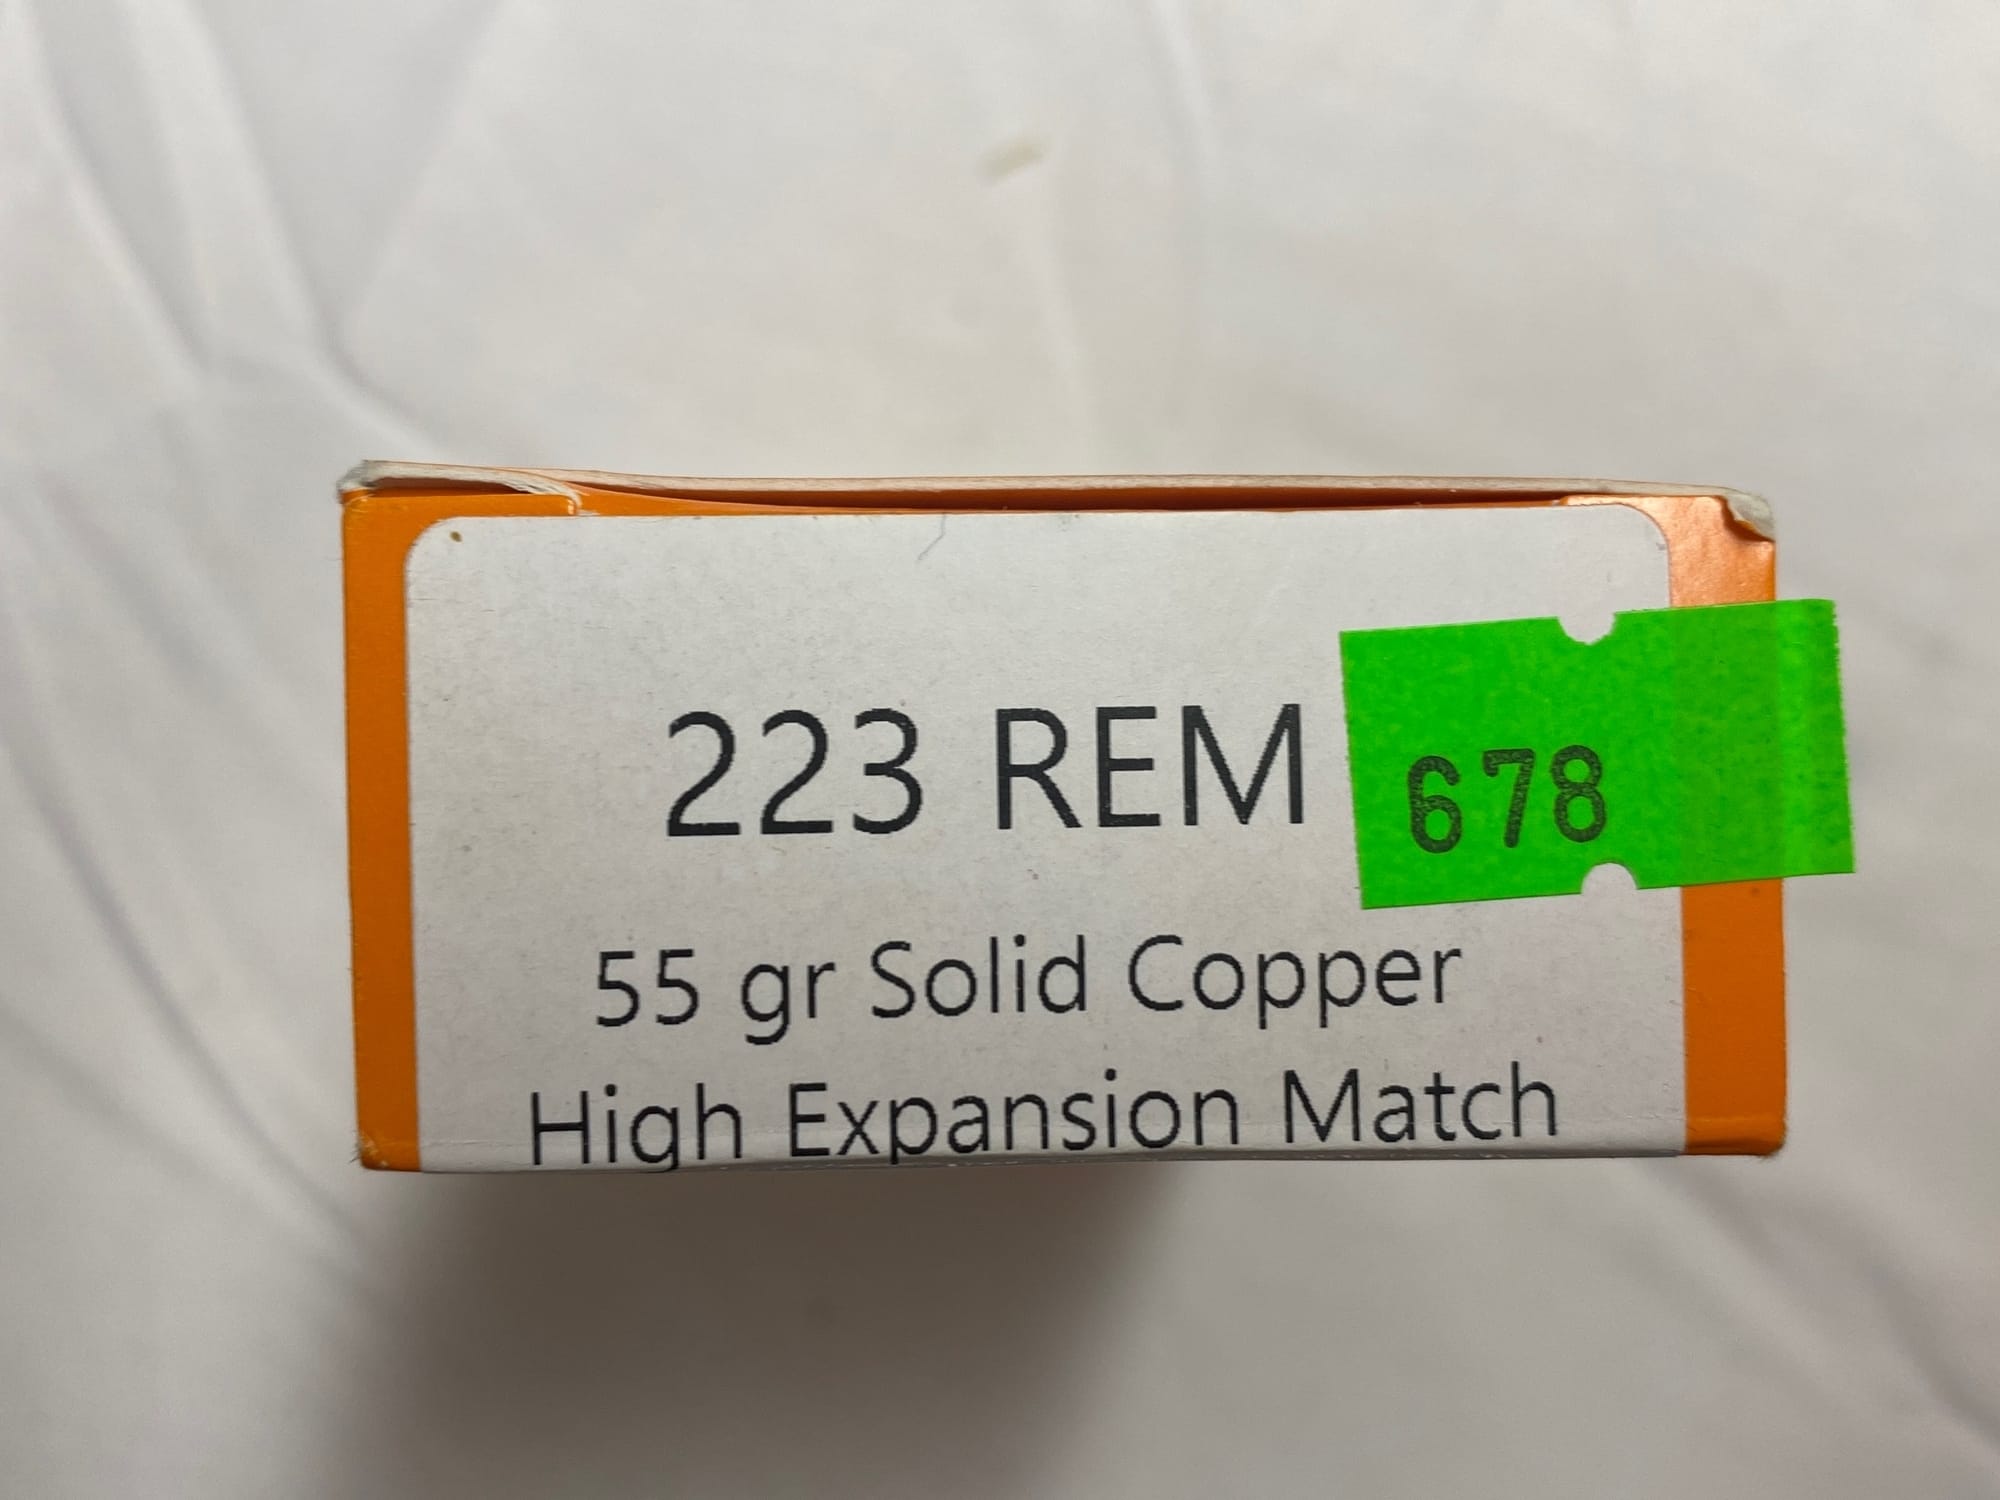 223 REM
678
55 gr Solid Copper
High Expansion Match